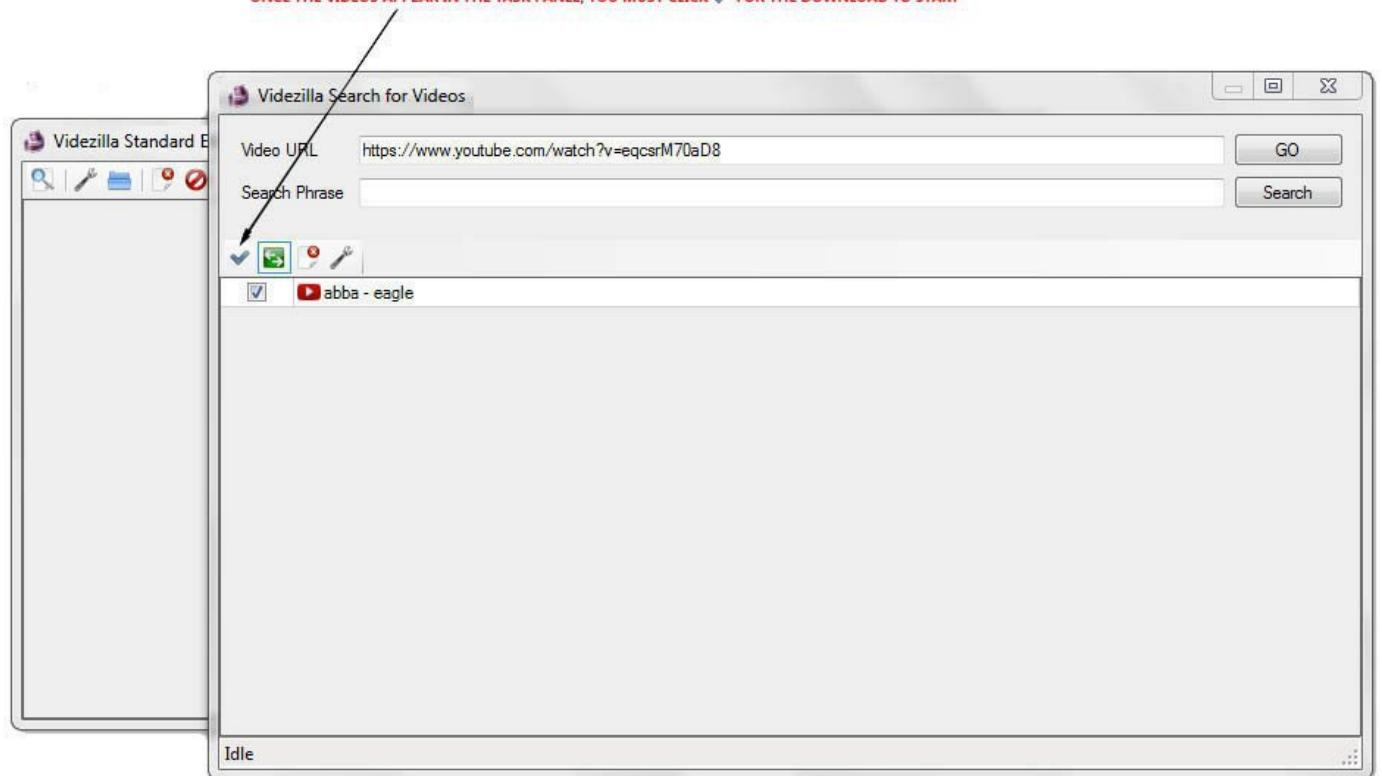 ONCE THE VIDEOS APPEAR IN THE TASK PANEL, YOU MUST CLICK FOR THE DOWNLOAD TO START
Videzilla Search for Videos
Videzilla Standard E
Video URL https://www.youtube.com/watch?v=eqcsrM70aD8 GO
Search Phrase Search
abba - eagle
Idle